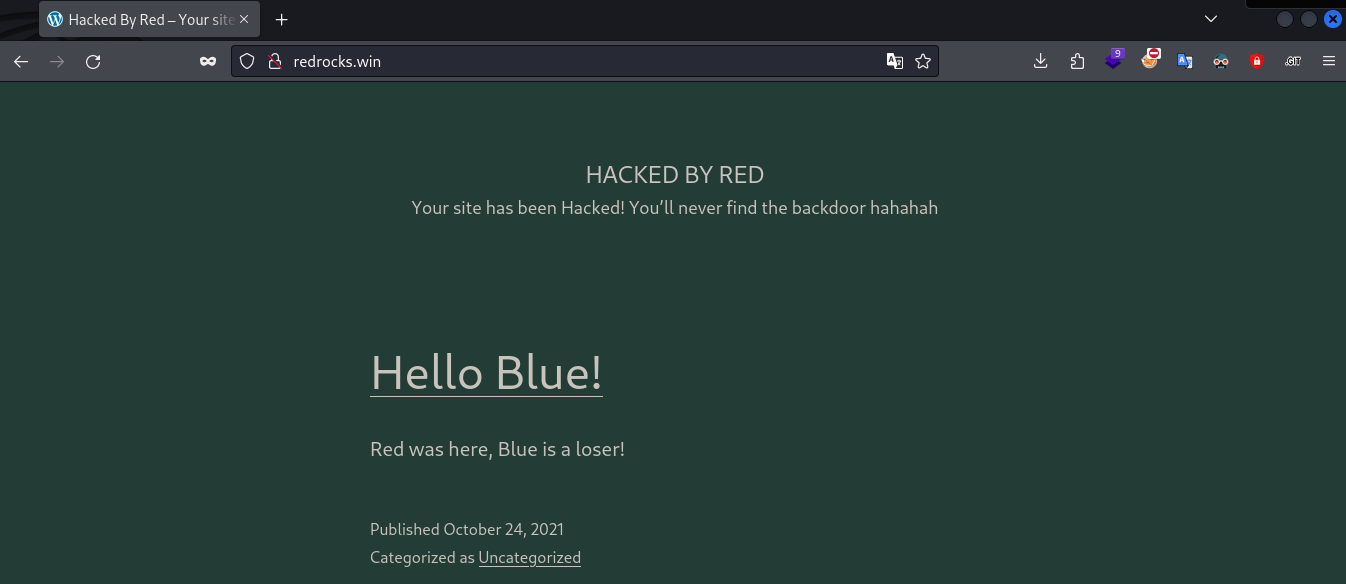 Hacked By Red – Your site
redrocks.win
9
.GIT
HACKED BY RED
Your site has been Hacked! You’ll never find the backdoor hahahah
Hello Blue!
Red was here, Blue is a loser!
Published October 24, 2021
Categorized as Uncategorized